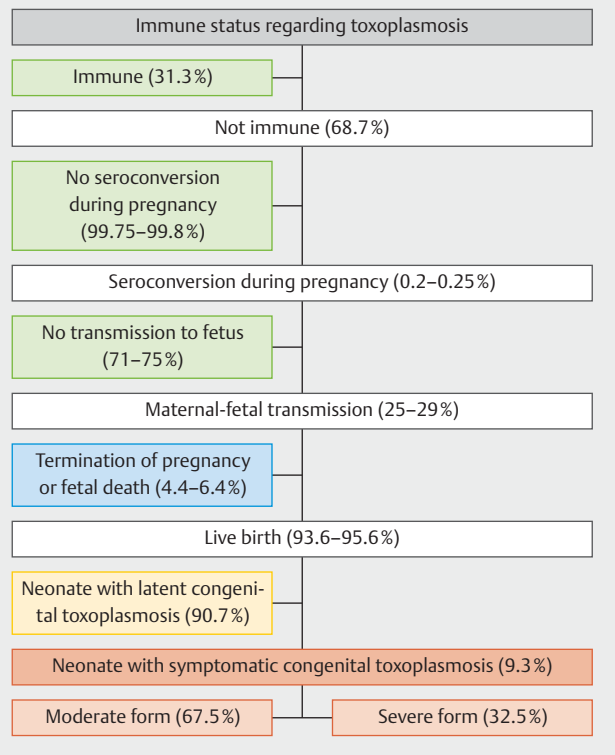 Immune status regarding toxoplasmosis
Immune (31.3%)
Not immune (68.7%)
No seroconversion
during pregnancy
(99.75–99.8%)
Seroconversion during pregnancy (0.2–0.25%)
No transmission to fetus
(71–75%)
Maternal-fetal transmission (25–29%)
Termination of pregnancy
or fetal death (4.4–6.4%)
Live birth (93.6–95.6%)
Neonate with latent congeni-
tal toxoplasmosis (90.7%)
Neonate with symptomatic congenital toxoplasmosis (9.3%)
Moderate form (67.5%)
Severe form (32.5%)